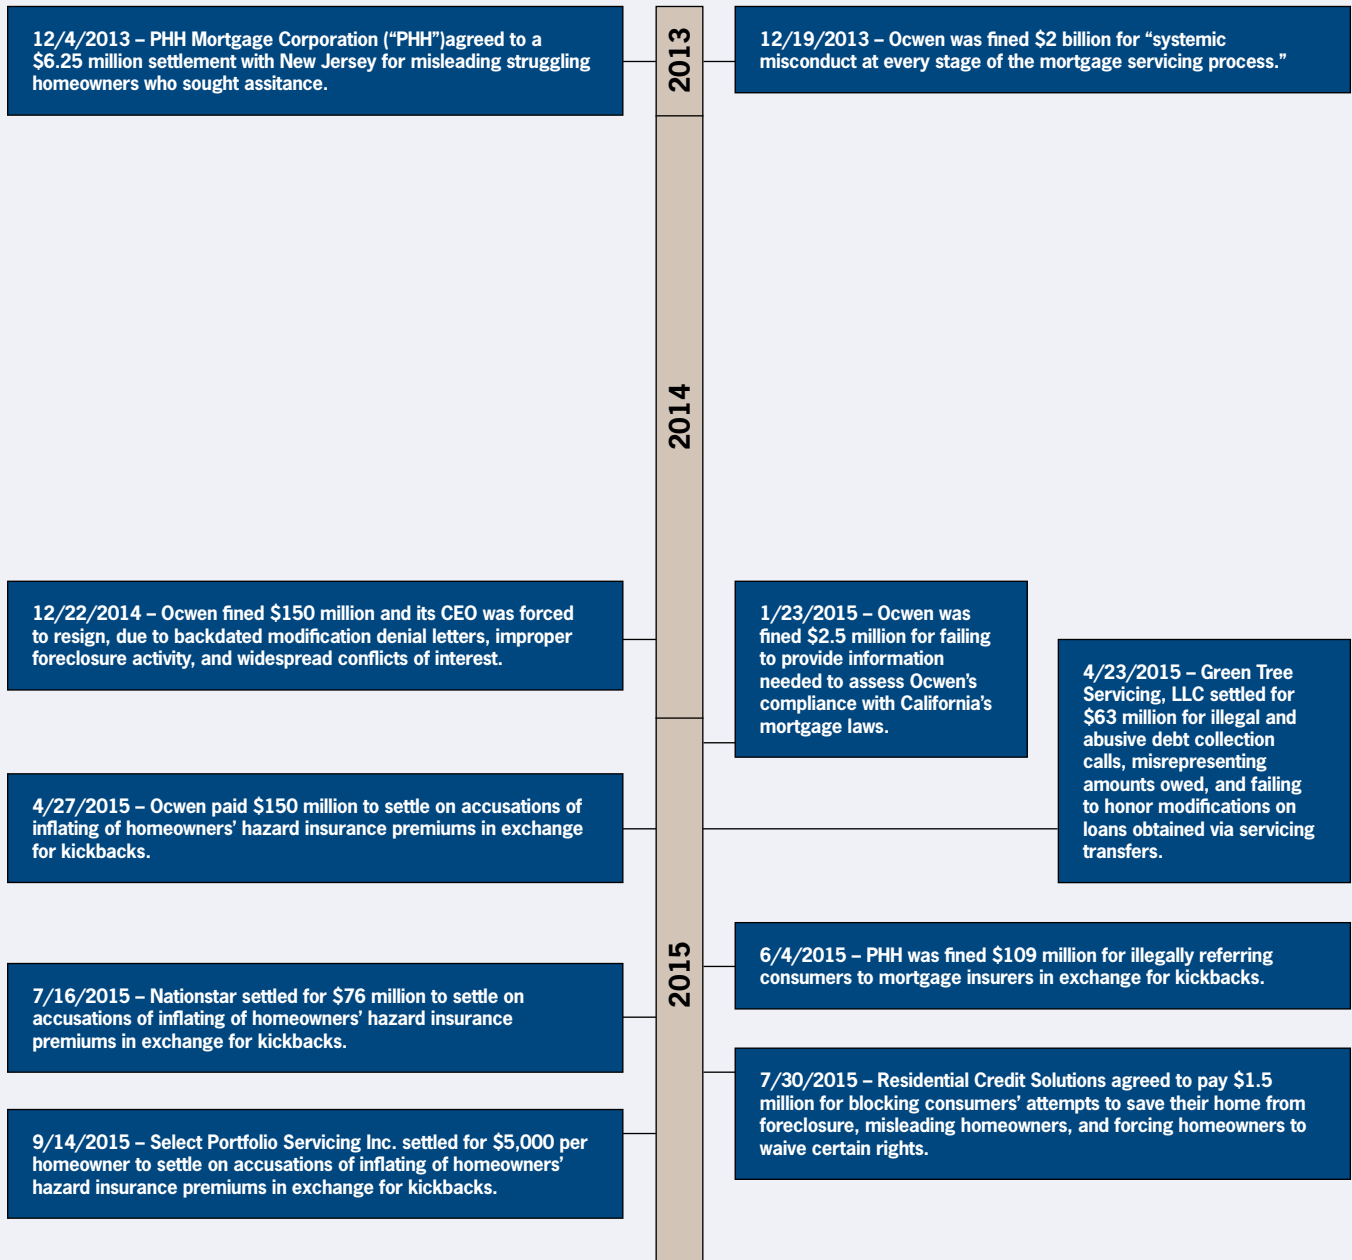 12/4/2013 – PHH Mortgage Corporation (“PHH”)agreed to a
$6.25 million settlement with New Jersey for misleading struggling
homeowners who sought assitance.
2013
12/19/2013 – Ocwen was fined $2 billion for “systemic
misconduct at every stage of the mortgage servicing process.”
2014
12/22/2014 – Ocwen fined $150 million and its CEO was forced
to resign, due to backdated modification denial letters, improper
foreclosure activity, and widespread conflicts of interest.
1/23/2015 – Ocwen was
fined $2.5 million for failing
to provide information
needed to assess Ocwen’s
compliance with California’s
mortgage laws.
4/23/2015 – Green Tree
Servicing, LLC settled for
$63 million for illegal and
abusive debt collection
calls, misrepresenting
amounts owed, and failing
to honor modifications on
loans obtained via servicing
transfers.
4/27/2015 – Ocwen paid $150 million to settle on accusations of
inflating of homeowners’ hazard insurance premiums in exchange
for kickbacks.
2015
6/4/2015 – PHH was fined $109 million for illegally referring
consumers to mortgage insurers in exchange for kickbacks.
7/16/2015 – Nationstar settled for $76 million to settle on
accusations of inflating of homeowners’ hazard insurance
premiums in exchange for kickbacks.
7/30/2015 – Residential Credit Solutions agreed to pay $1.5
million for blocking consumers’ attempts to save their home from
foreclosure, misleading homeowners, and forcing homeowners to
waive certain rights.
9/14/2015 – Select Portfolio Servicing Inc. settled for $5,000 per
homeowner to settle on accusations of inflating of homeowners’
hazard insurance premiums in exchange for kickbacks.